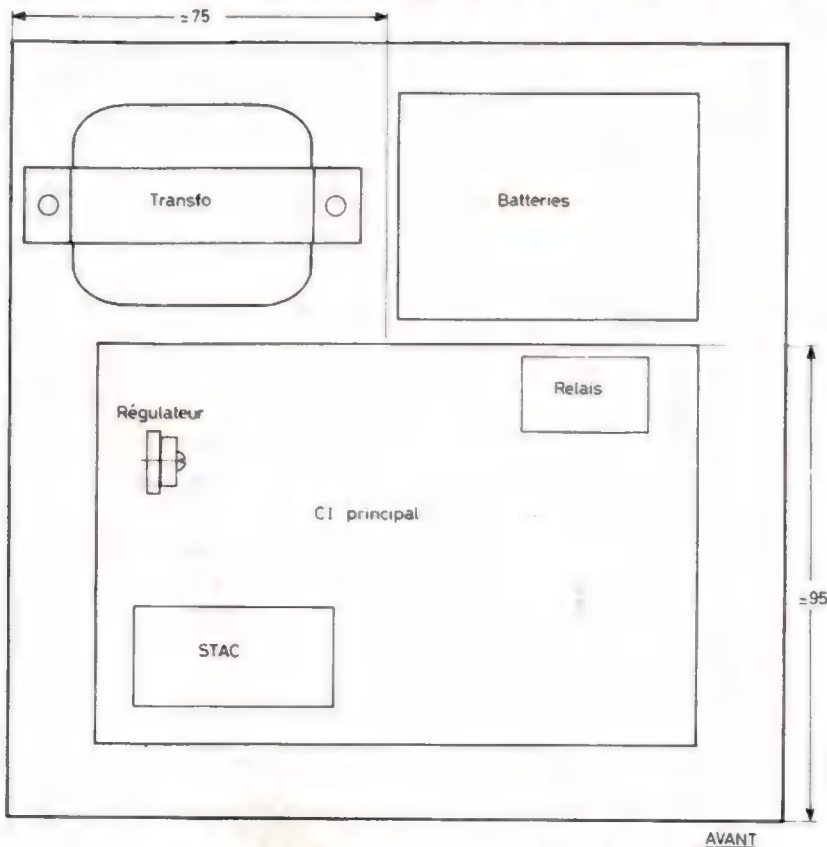 ≃75
Transfo
Batteries
Relais
Régulateur
CI principal
≃95
STAC
AVANT